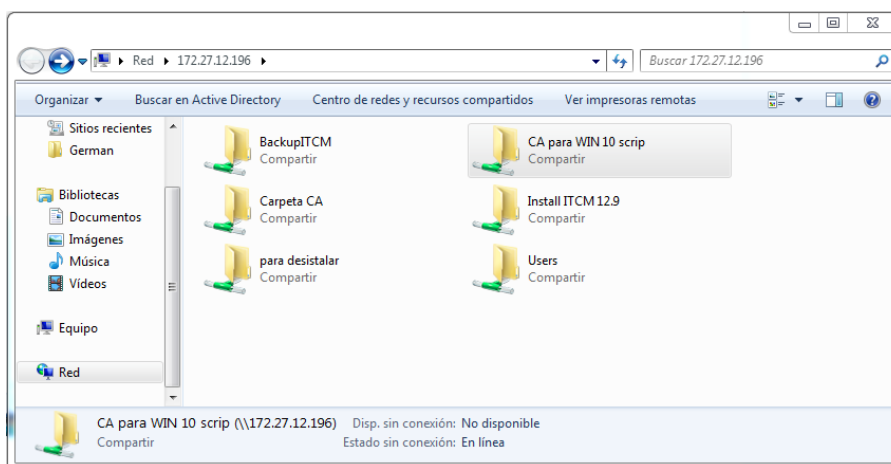 Red 172.27.12.196
Buscar 172.27.12.196
Organizar
Buscar en Active Directory
Centro de redes y recursos compartidos
Ver impresoras remotas
Sitios recientes
German
Bibliotecas
Documentos
Imágenes
Música
Vídeos
Equipo
Red
BackupITCM
Compartir
CA para WIN 10 scrip
Compartir
Carpeta CA
Compartir
Install ITCM 12.9
Compartir
para desistalar
Compartir
Users
Compartir
CA para WIN 10 scrip (\\172.27.12.196) Disp. sin conexión: No disponible
Compartir Estado sin conexión: En línea